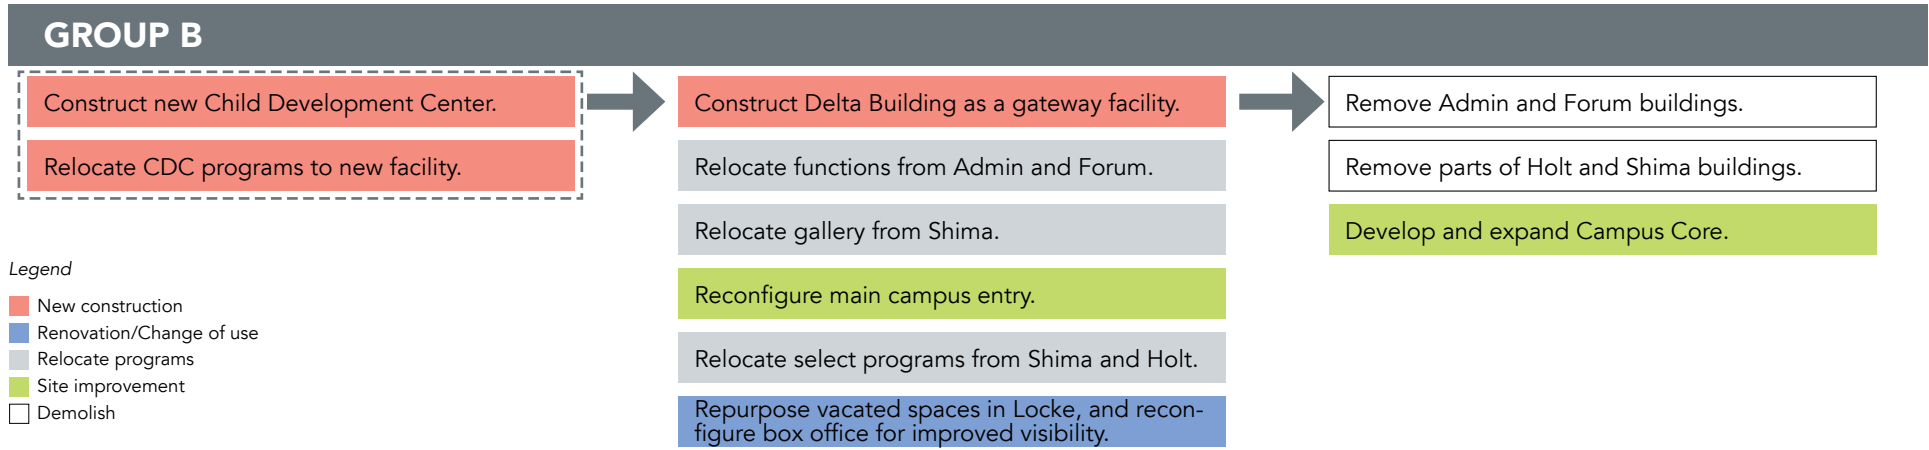 GROUP B
Construct new Child Development Center.
Relocate CDC programs to new facility.
Construct Delta Building as a gateway facility.
Relocate functions from Admin and Forum.
Relocate gallery from Shima.
Reconfigure main campus entry.
Relocate select programs from Shima and Holt.
Repurpose vacated spaces in Locke, and recon-
figure box office for improved visibility.
Remove Admin and Forum buildings.
Remove parts of Holt and Shima buildings.
Develop and expand Campus Core.
Legend
New construction
Renovation/Change of use
Relocate programs
Site improvement
Demolish